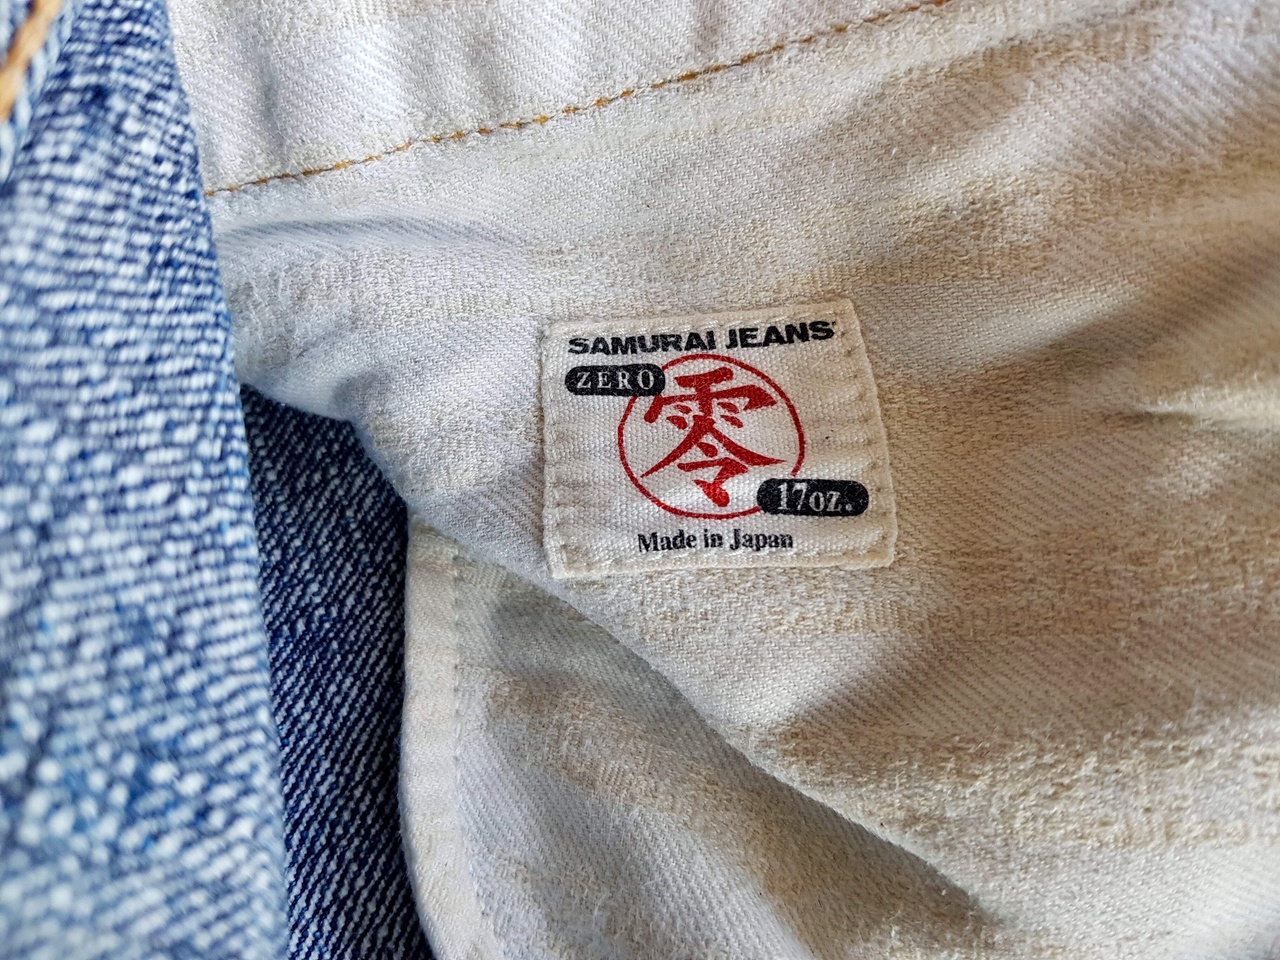 SAMURAI JEANS
ZERO
零
17oz.
Made in Japan